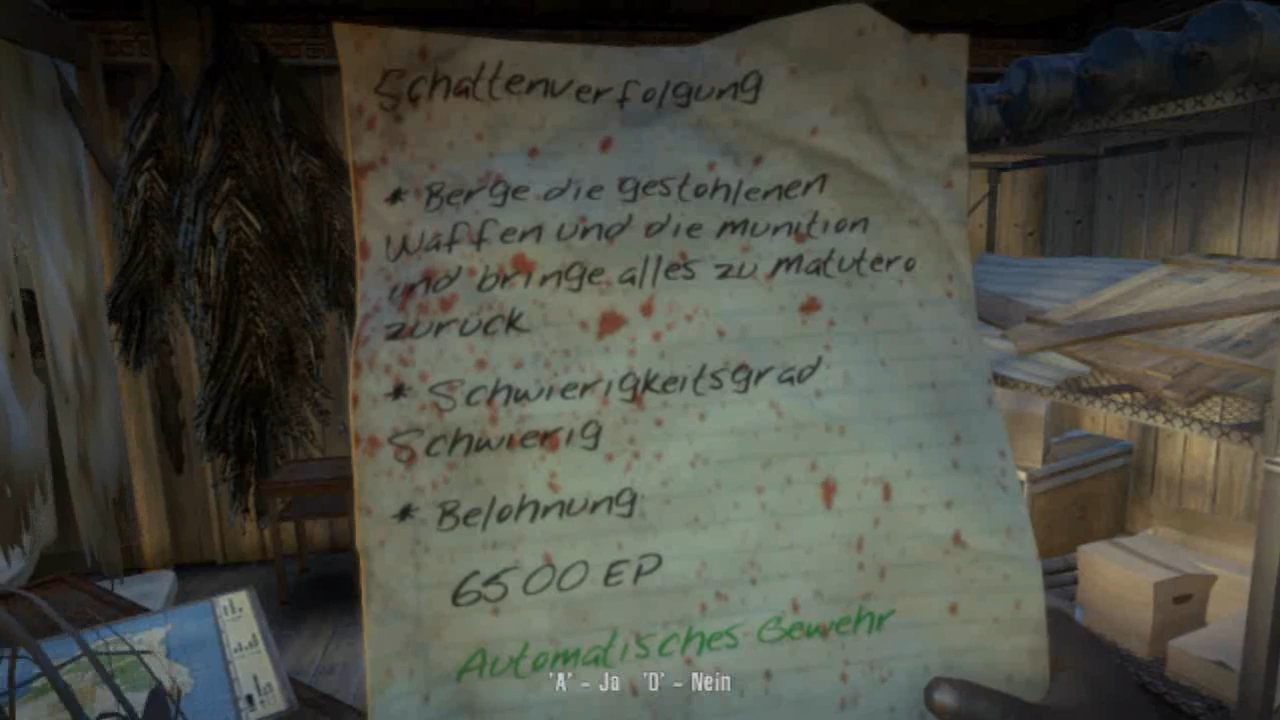 Schattenverfolgung
* Berge die gestohlenen
Waffen und die munition
und bringe alles zu Matutero
zurück
* Schwierigkeitsgrad
Schwierig
* Belohnung
6500 EP
Automatisches Gewehr
'A' - Ja 'D' - Nein